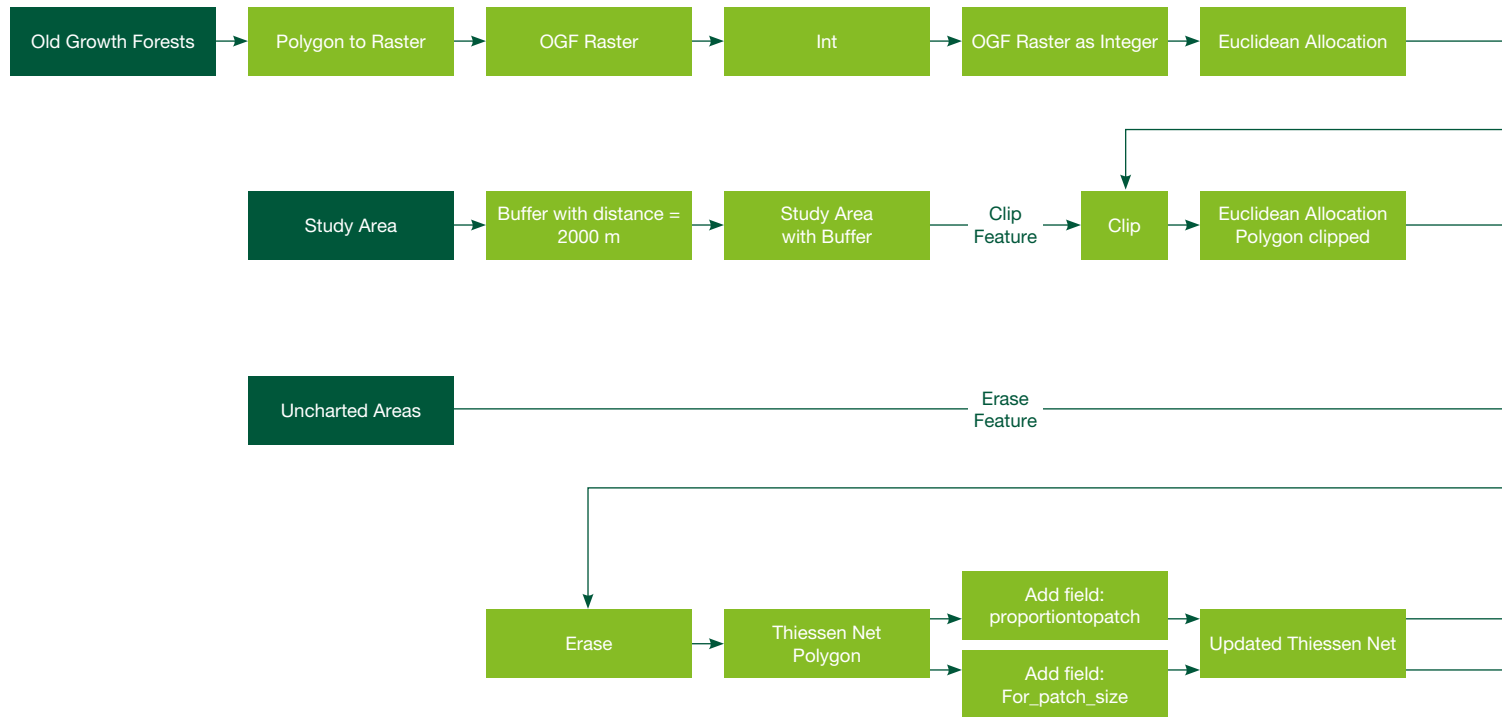 Old Growth Forests
Polygon to Raster
OGF Raster
Int
OGF Raster as Integer
Euclidean Allocation
Study Area
Buffer with distance =
2000 m
Study Area
with Buffer
Clip
Feature
Clip
Euclidean Allocation
Polygon clipped
Uncharted Areas
Erase
Feature
Erase
Thiessen Net
Polygon
Add field:
proportiontopatch
Add field:
For_patch_size
Updated Thiessen Net